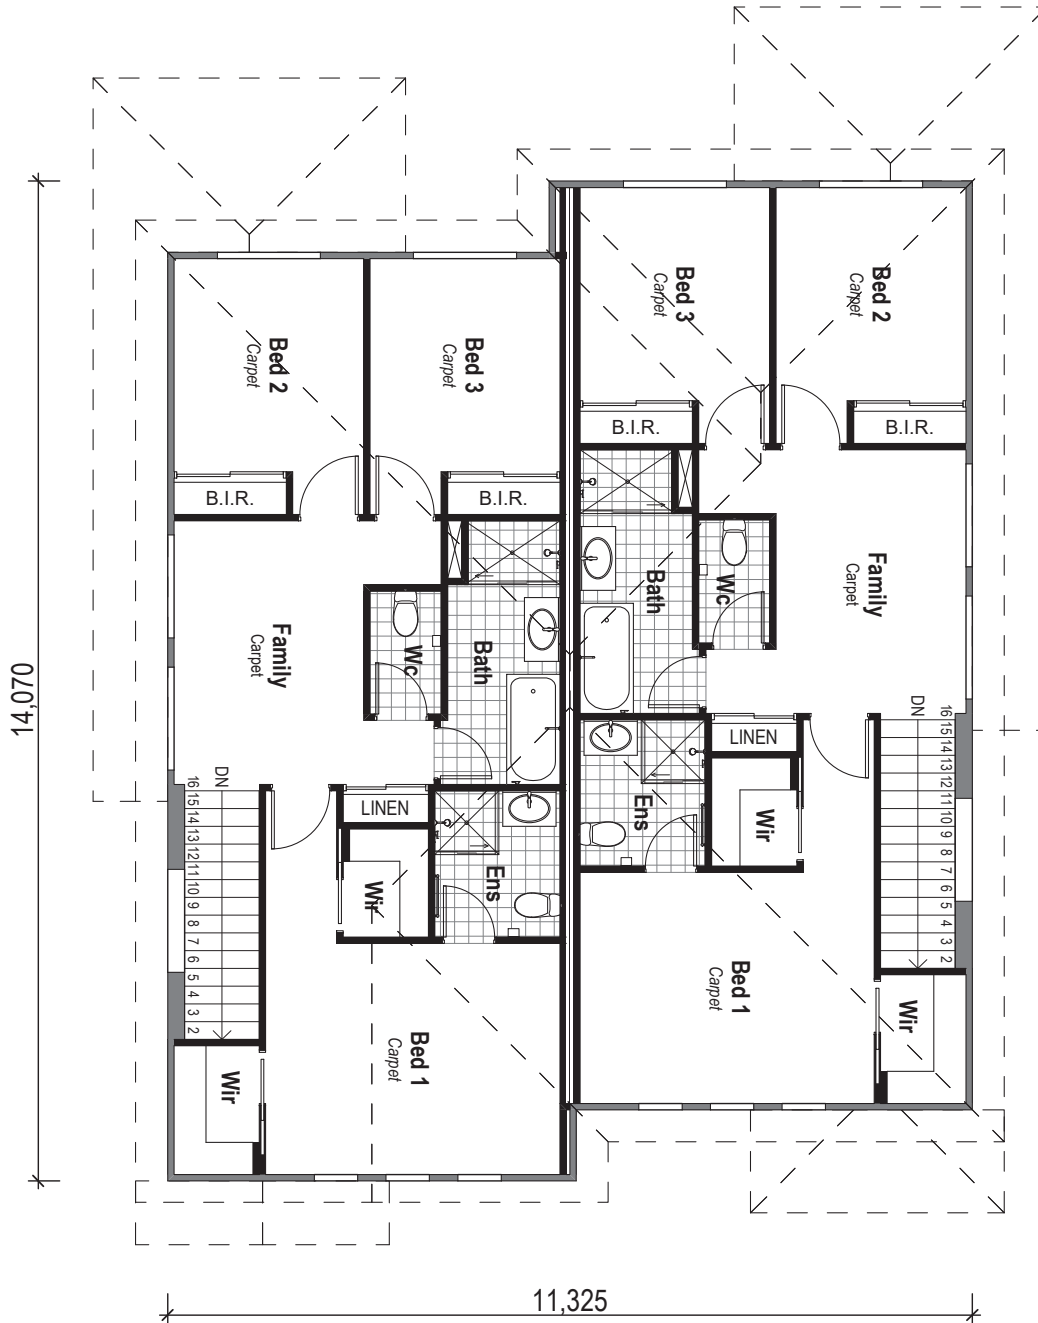 Bed 3
Carpet
Bed 2
Carpet
Bed 2
Carpet
Bed 3
Carpet
B.I.R.
B.I.R.
B.I.R.
B.I.R.
Bath
Wc
Family
Carpet
Family
Carpet
Wc
Bath
14,070
DN
16 15 14 13 12 11 10 9 8 7 6 5 4 3 2
LINEN
Ens
Wir
DN
16 15 14 13 12 11 10 9 8 7 6 5 4 3 2
LINEN
Wir
Ens
Bed 1
Carpet
Wir
Bed 1
Carpet
Wir
11,325